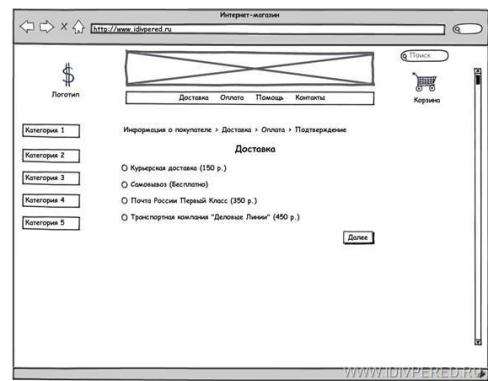 Интернет-магазин
http://www.idivpered.ru
Поиск
$
Логотип
Доставка Оплата Помощь Контакты
Корзина
Категория 1
Категория 2
Категория 3
Категория 4
Категория 5
Информация о покупателе > Доставка > Оплата > Подтверждение
Доставка
Курьерская доставка (150 р.)
Самовывоз (Бесплатно)
Почта России Первый Класс (350 р.)
Транспортная компания "Деловые Линии" (450 р.)
Далее
WWW.IDIVPERED.RU